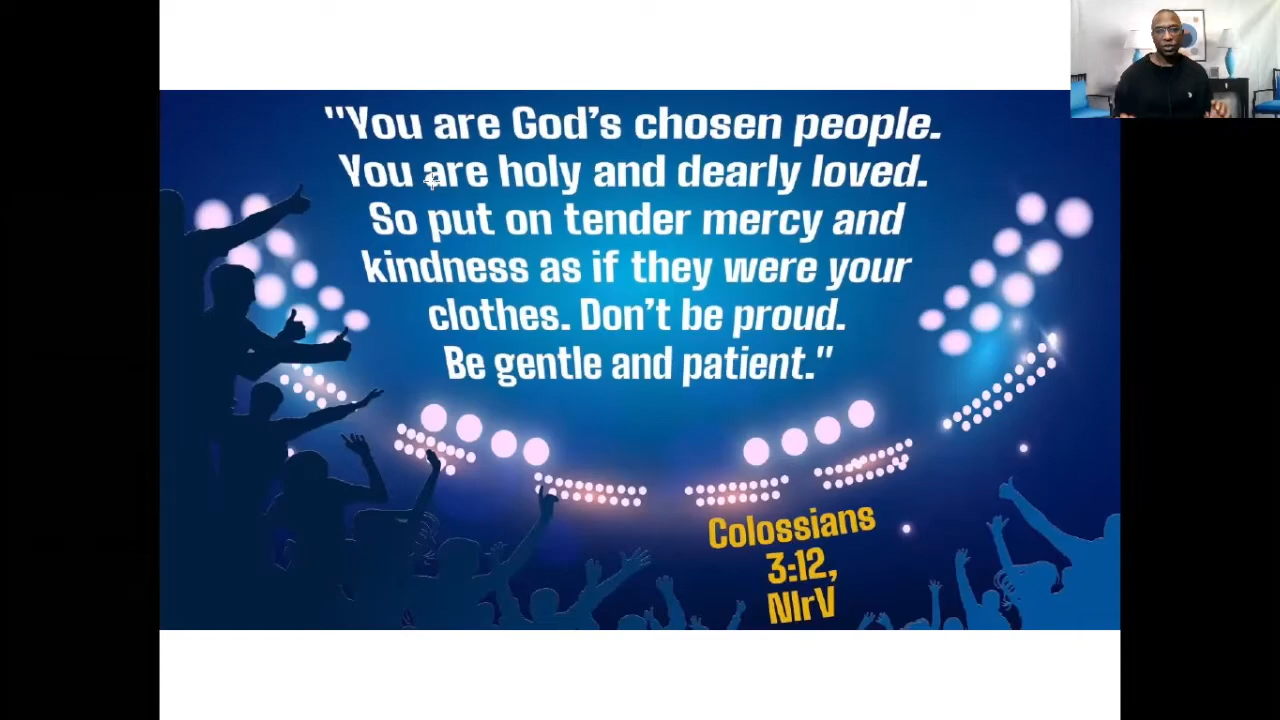 "You are God’s chosen people.
You are holy and dearly loved.
So put on tender mercy and
kindness as if they were your
clothes. Don’t be proud.
Be gentle and patient."
Colossians
3:12,
NIrV